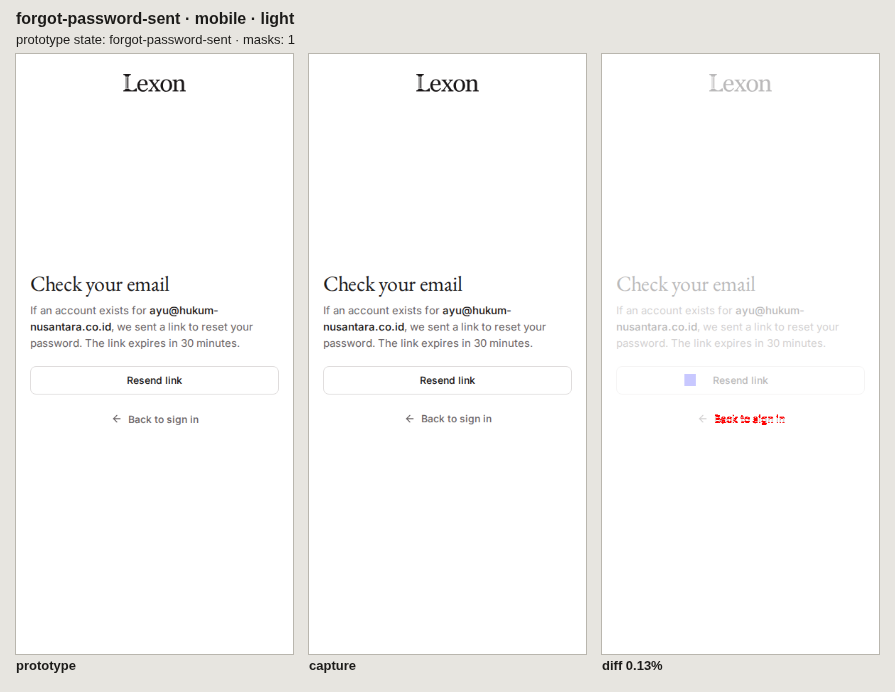 forgot-password-sent · mobile · light
prototype state: forgot-password-sent · masks: 1
Lexon
Check your email
If an account exists for ayu@hukum-
nusantara.co.id, we sent a link to reset your
password. The link expires in 30 minutes.
Resend link
← Back to sign in
prototype
Lexon
Check your email
If an account exists for ayu@hukum-
nusantara.co.id, we sent a link to reset your
password. The link expires in 30 minutes.
Resend link
← Back to sign in
capture
Lexon
Check your email
If an account exists for ayu@hukum-
nusantara.co.id, we sent a link to reset your
password. The link expires in 30 minutes.
Resend link
← Back to sign in
diff 0.13%